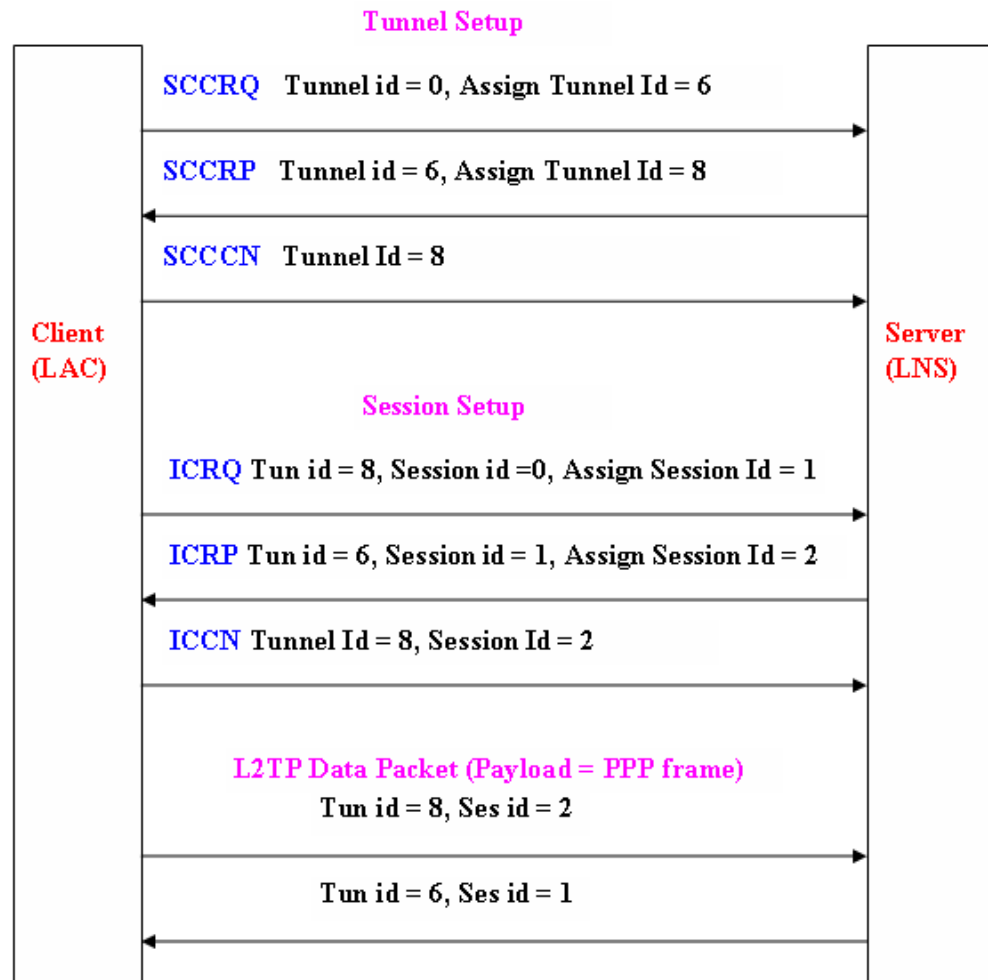 Tunnel Setup
SCCRQ Tunnel id = 0, Assign Tunnel Id = 6
SCCRP Tunnel id = 6, Assign Tunnel Id = 8
SCCCN Tunnel Id = 8
Client
(LAC)
Server
(LNS)
Session Setup
ICRQ Tun id = 8, Session id =0, Assign Session Id = 1
ICRP Tun id = 6, Session id = 1, Assign Session Id = 2
ICCN Tunnel Id = 8, Session Id = 2
L2TP Data Packet (Payload = PPP frame)
Tun id = 8, Ses id = 2
Tun id = 6, Ses id = 1